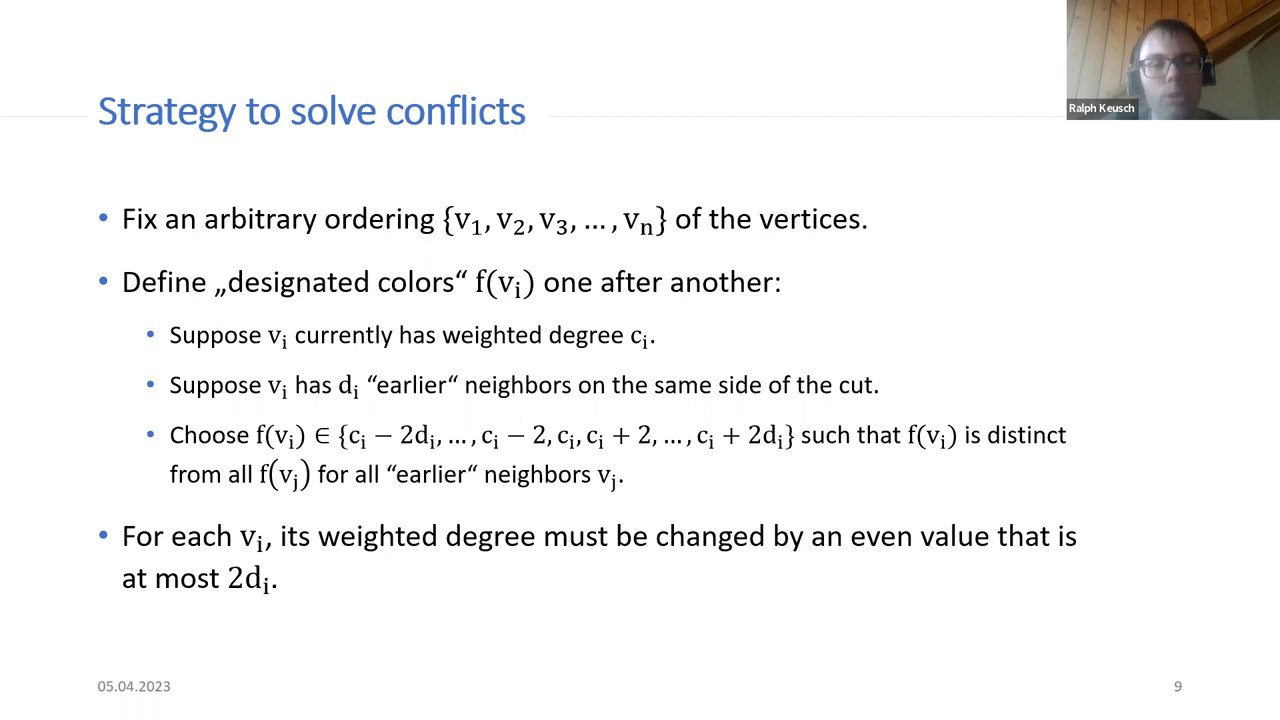 Ralph Keusch
Strategy to solve conflicts
• Fix an arbitrary ordering {v₁, v₂, v₃, … , vₙ} of the vertices.
• Define „designated colors“ f(vᵢ) one after another:
• Suppose vᵢ currently has weighted degree cᵢ.
• Suppose vᵢ has dᵢ “earlier“ neighbors on the same side of the cut.
• Choose f(vᵢ) ∈ {cᵢ − 2dᵢ, … , cᵢ − 2, cᵢ, cᵢ + 2, … , cᵢ + 2dᵢ} such that f(vᵢ) is distinct
from all f(vⱼ) for all “earlier“ neighbors vⱼ.
• For each vᵢ, its weighted degree must be changed by an even value that is
at most 2dᵢ.
05.04.2023
9